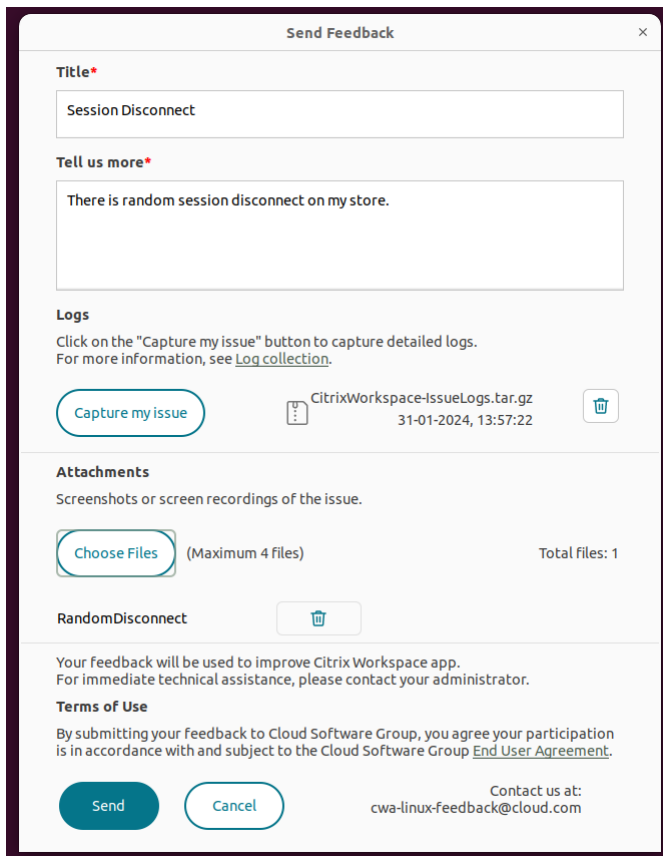 Send Feedback
×
Title*
Session Disconnect
Tell us more*
There is random session disconnect on my store.
Logs
Click on the "Capture my issue" button to capture detailed logs.
For more information, see Log collection.
Capture my issue
CitrixWorkspace-IssueLogs.tar.gz
31-01-2024, 13:57:22
Attachments
Screenshots or screen recordings of the issue.
Choose Files (Maximum 4 files) Total files: 1
RandomDisconnect
Your feedback will be used to improve Citrix Workspace app.
For immediate technical assistance, please contact your administrator.
Terms of Use
By submitting your feedback to Cloud Software Group, you agree your participation
is in accordance with and subject to the Cloud Software Group End User Agreement.
Send Cancel
Contact us at:
cwa-linux-feedback@cloud.com